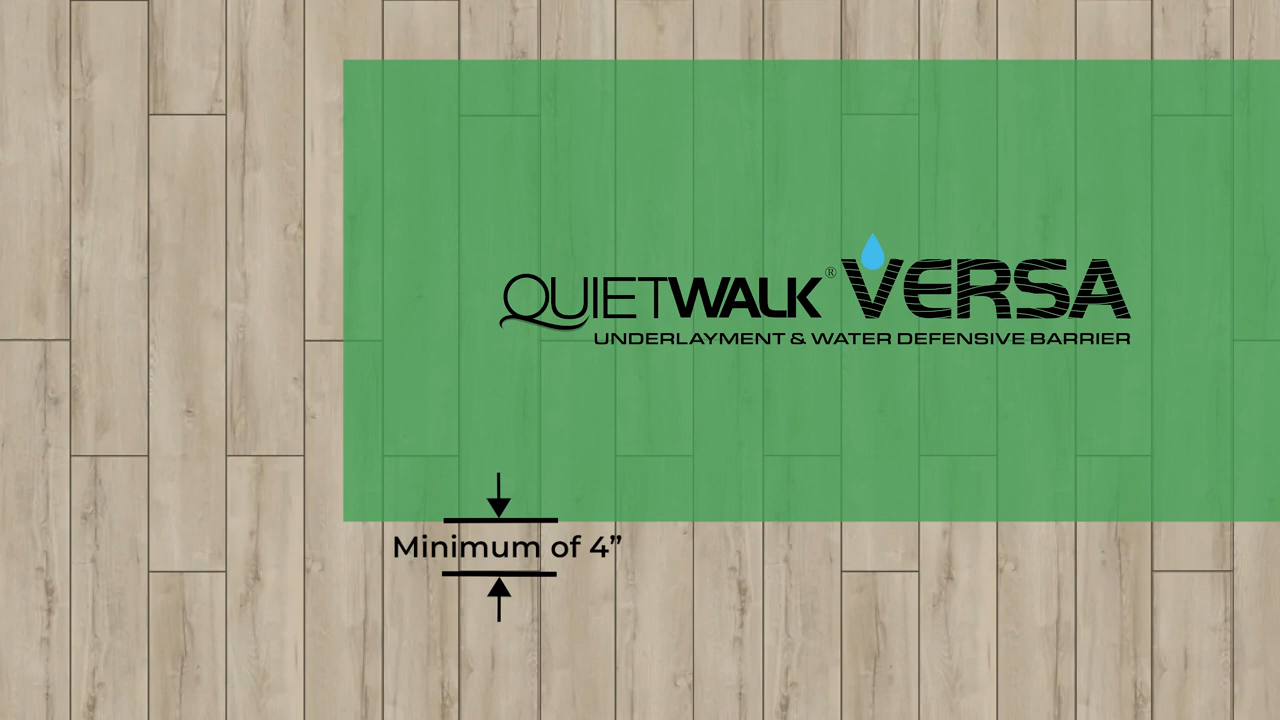 QUIETWALK® VERSA
UNDERLAYMENT & WATER DEFENSIVE BARRIER
Minimum of 4”